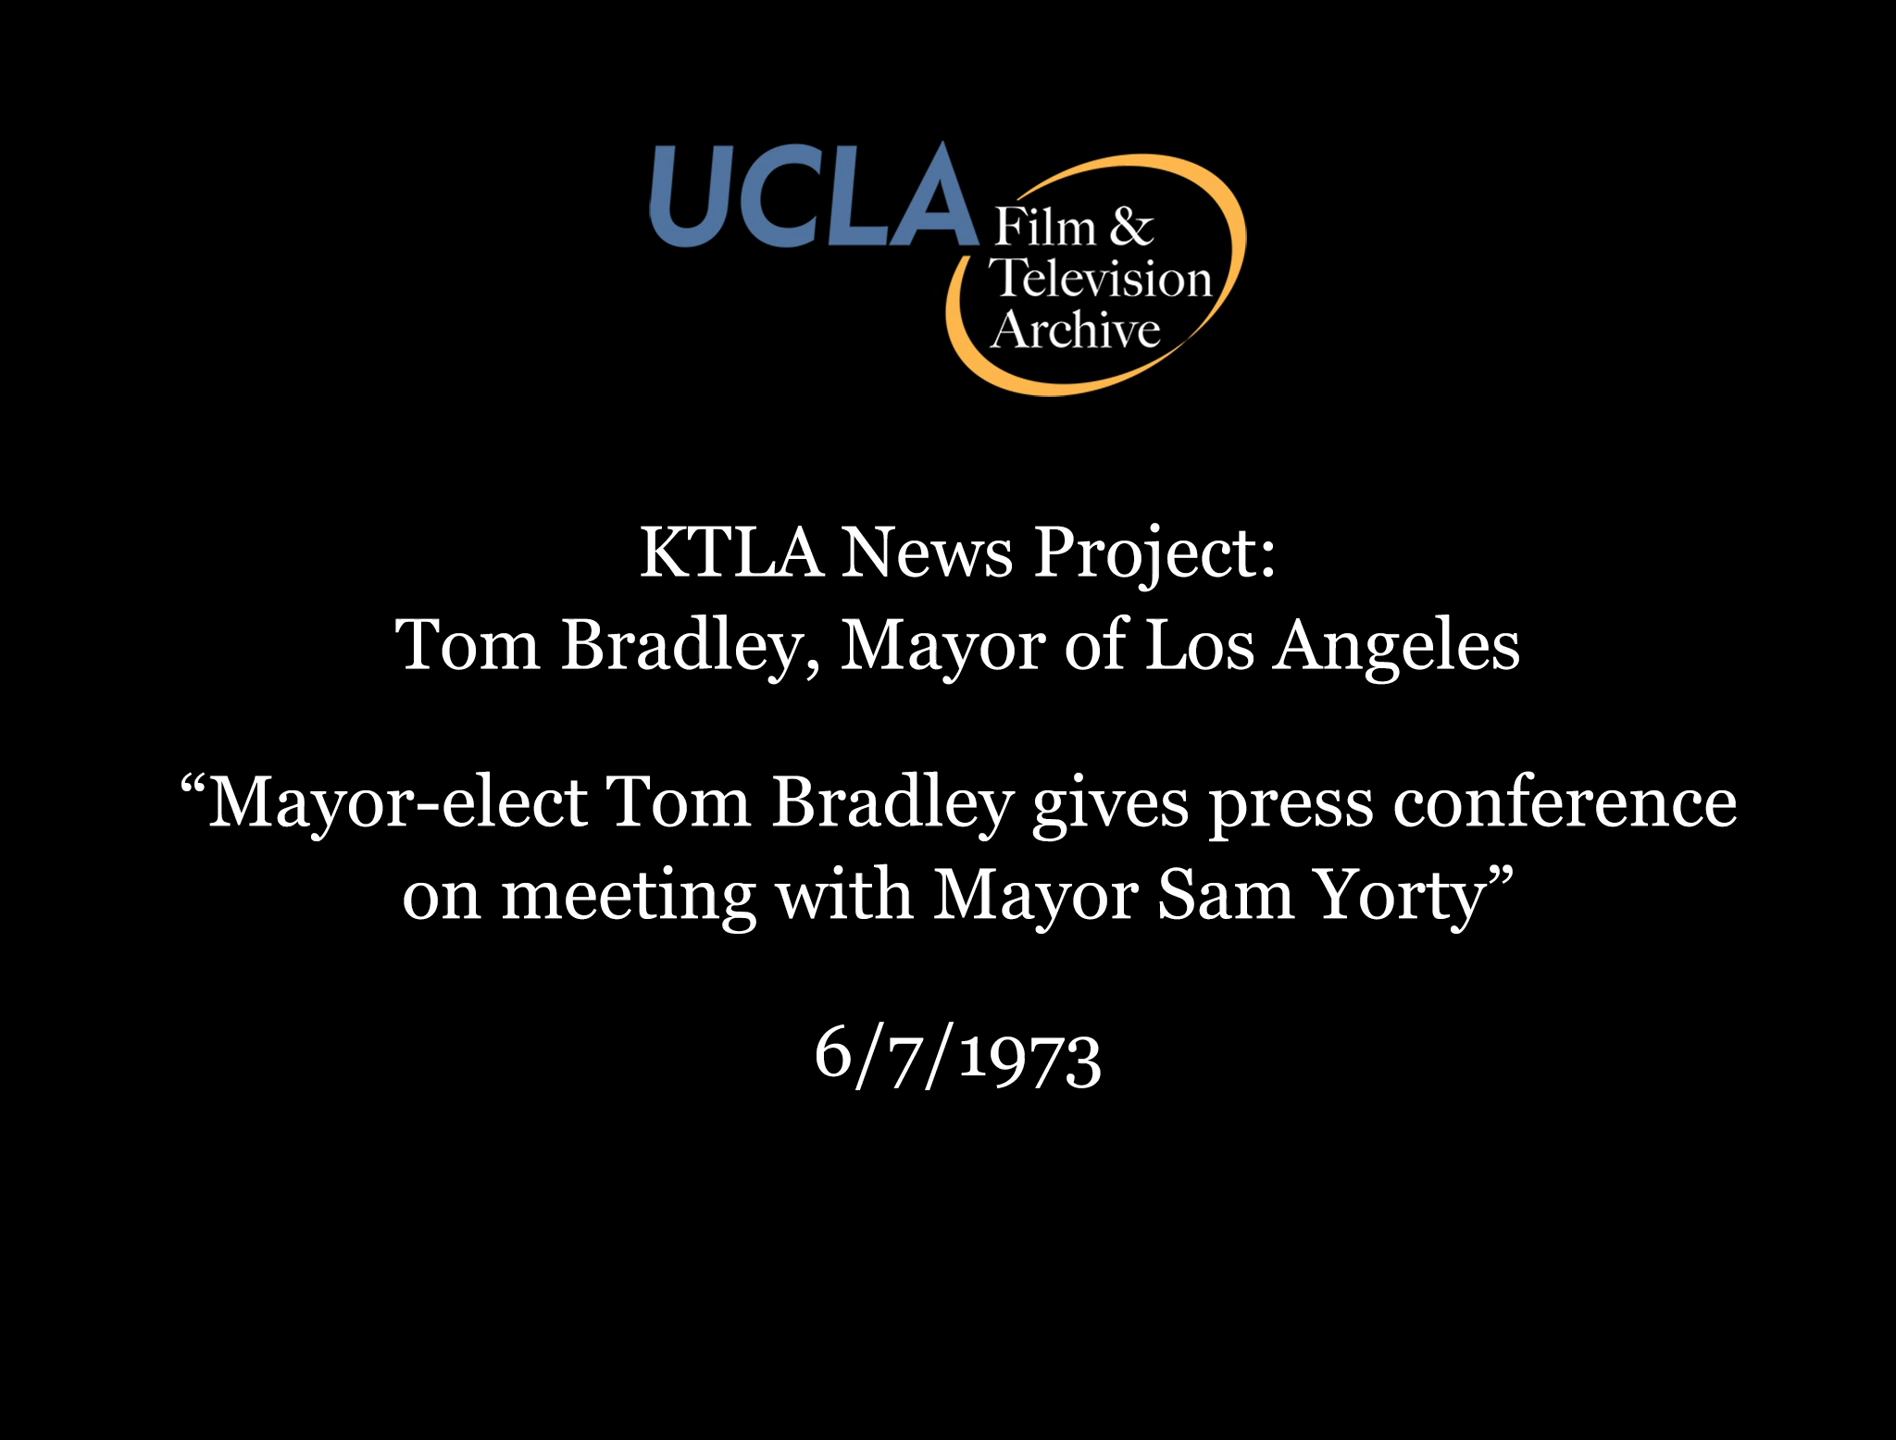 UCLA
Film &
Television
Archive
KTLA News Project:
Tom Bradley, Mayor of Los Angeles
“Mayor-elect Tom Bradley gives press conference
on meeting with Mayor Sam Yorty”
6/7/1973